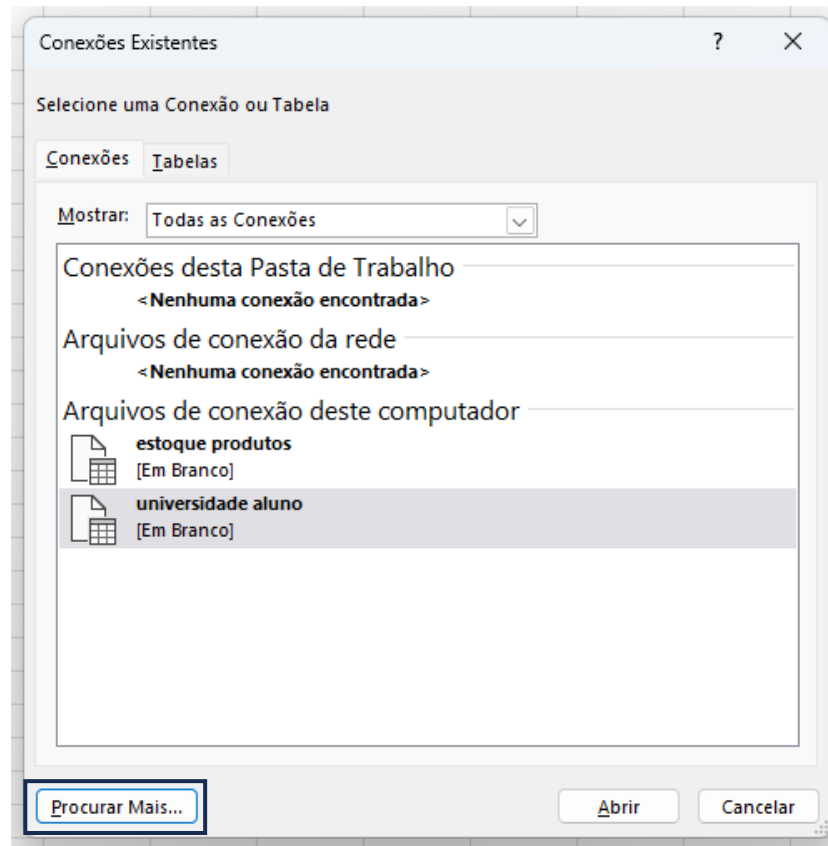 Conexões Existentes ?
Selecione uma Conexão ou Tabela
Conexões Tabelas
Mostrar: Todas as Conexões
Conexões desta Pasta de Trabalho
<Nenhuma conexão encontrada>
Arquivos de conexão da rede
<Nenhuma conexão encontrada>
Arquivos de conexão deste computador
estoque produtos
[Em Branco]
universidade aluno
[Em Branco]
Procurar Mais... Abrir Cancelar